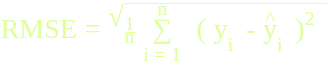 RMSE = √ 1/n n Σ i = 1 ( y_i - ŷ_i )^2